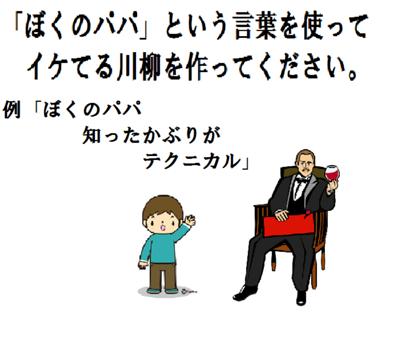 「ぼくのパパ」という言葉を使って
イケてる川柳を作ってください。
例「ぼくのパパ
知ったかぶりが
テクニカル」